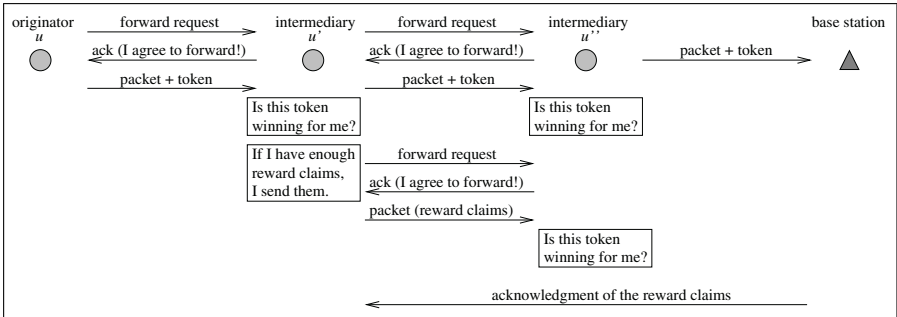 originator
u
forward request
intermediary
u'
forward request
intermediary
u''
base station
ack (I agree to forward!)
ack (I agree to forward!)
packet + token
packet + token
packet + token
Is this token
winning for me?
Is this token
winning for me?
If I have enough
reward claims,
I send them.
forward request
ack (I agree to forward!)
packet (reward claims)
Is this token
winning for me?
acknowledgment of the reward claims